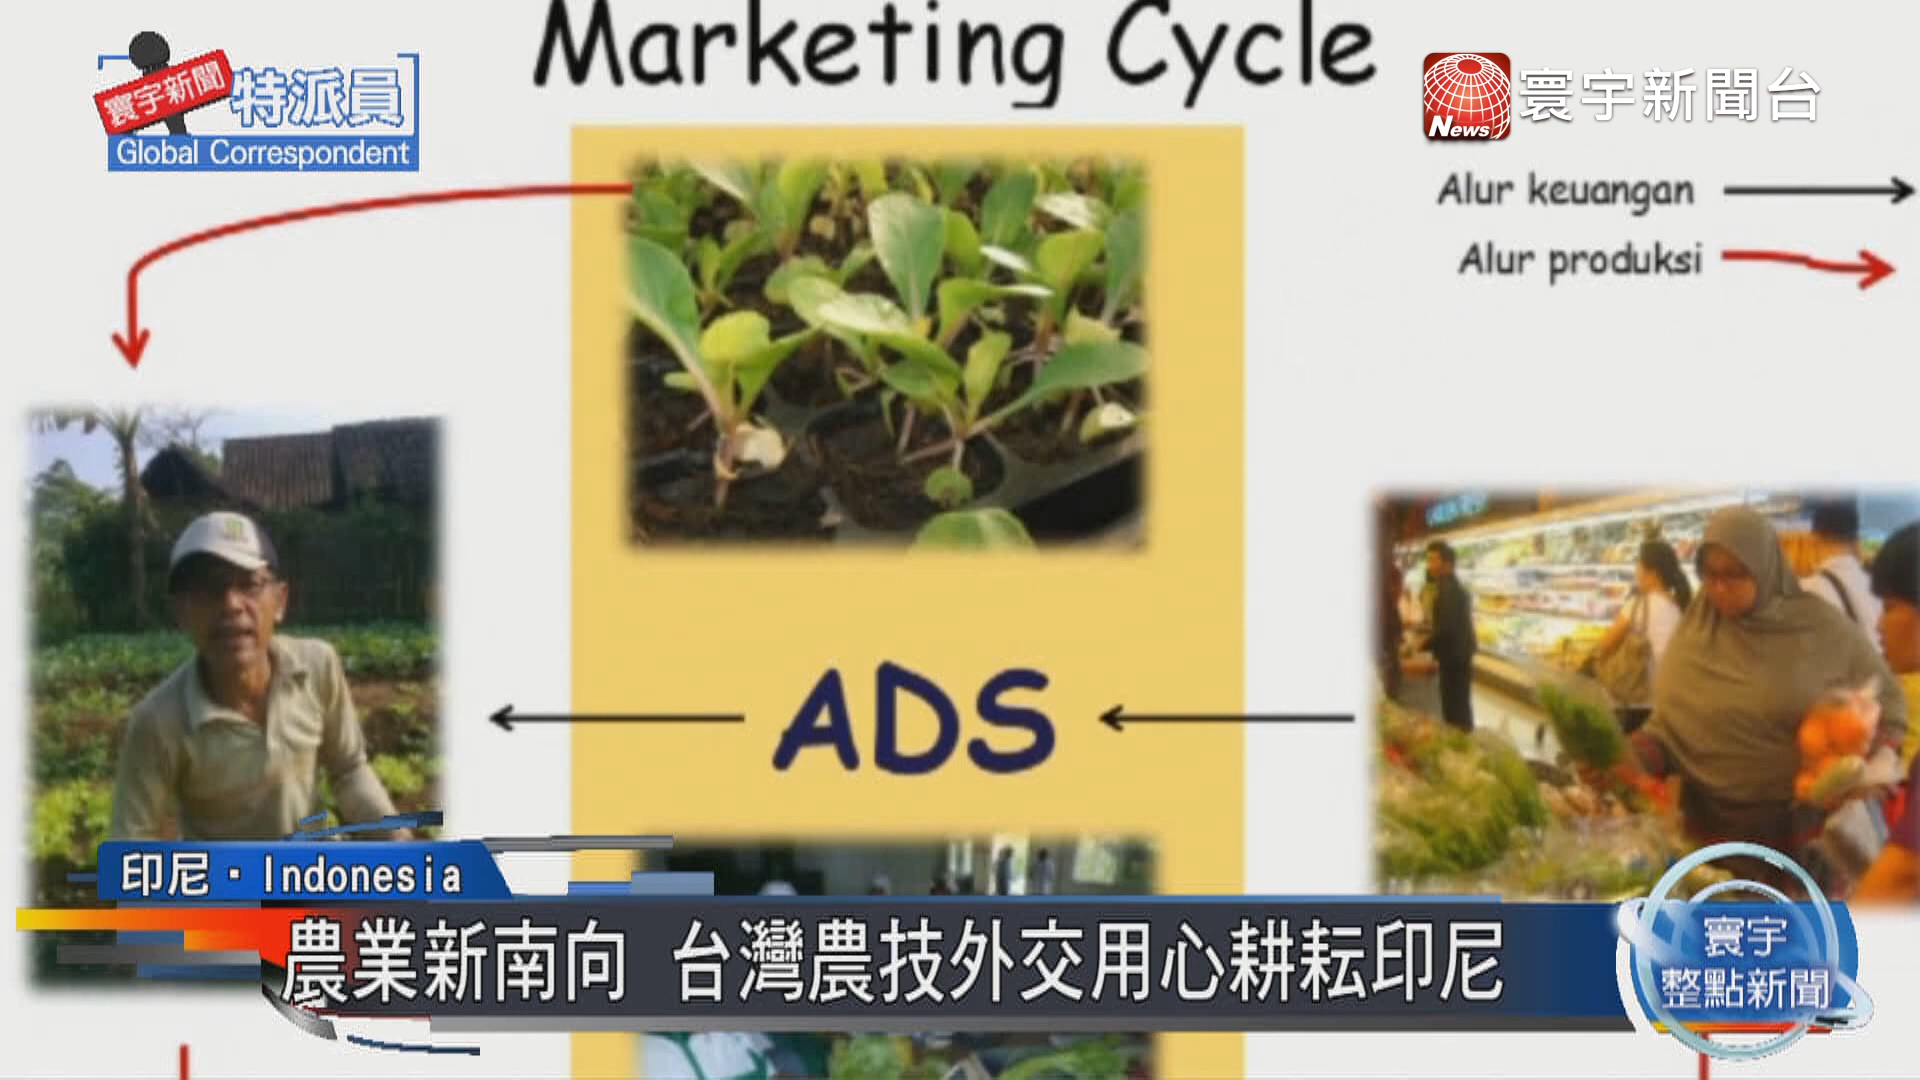 Marketing Cycle
寰宇新聞
特派員
Global Correspondent
News
寰宇新聞台
Alur keuangan
Alur produksi
ADS
印尼・Indonesia
農業新南向 台灣農技外交用心耕耘印尼
寰宇
整點新聞